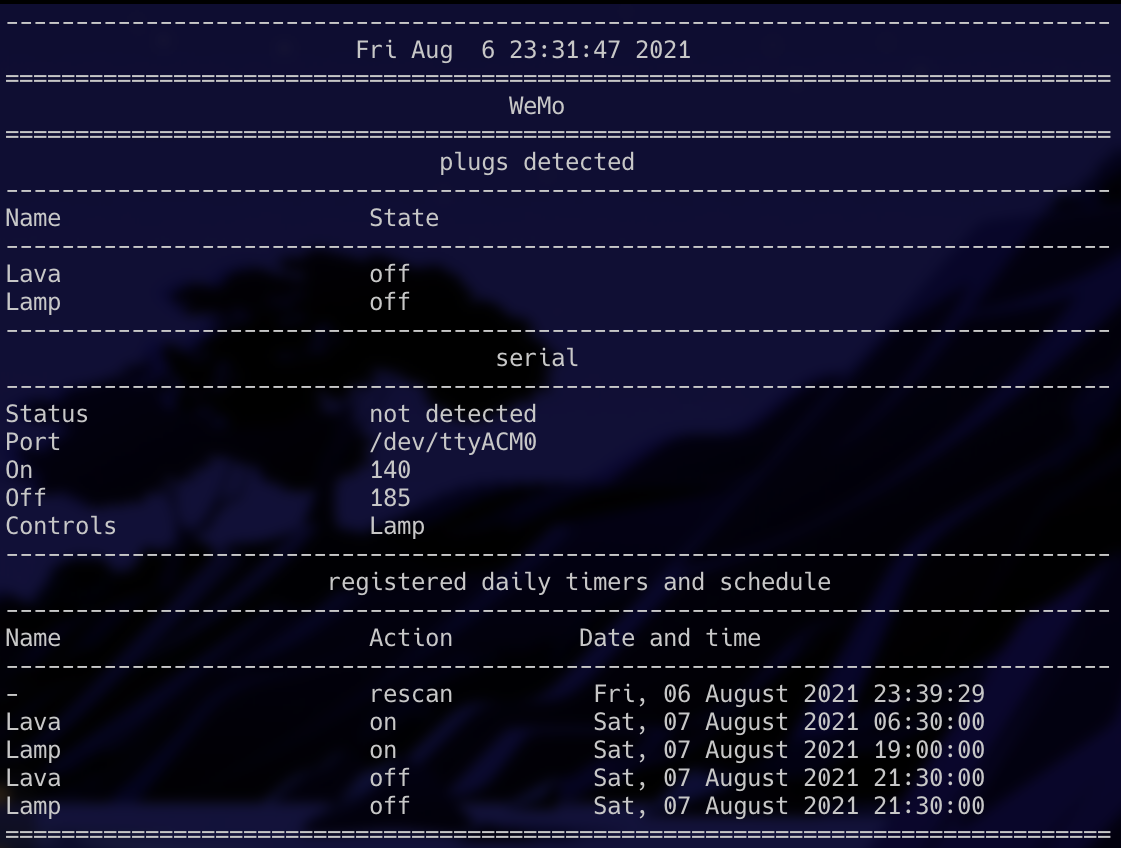 --------------------------------------------------------------------------------
Fri Aug  6 23:31:47 2021
================================================================================
WeMo
================================================================================
plugs detected
--------------------------------------------------------------------------------
Name                      State
--------------------------------------------------------------------------------
Lava                      off
Lamp                      off
--------------------------------------------------------------------------------
serial
--------------------------------------------------------------------------------
Status                    not detected
Port                      /dev/ttyACM0
On                        140
Off                       185
Controls                  Lamp
--------------------------------------------------------------------------------
registered daily timers and schedule
--------------------------------------------------------------------------------
Name                      Action         Date and time
--------------------------------------------------------------------------------
-                         rescan          Fri, 06 August 2021 23:39:29
Lava                      on              Sat, 07 August 2021 06:30:00
Lamp                      on              Sat, 07 August 2021 19:00:00
Lava                      off             Sat, 07 August 2021 21:30:00
Lamp                      off             Sat, 07 August 2021 21:30:00
================================================================================